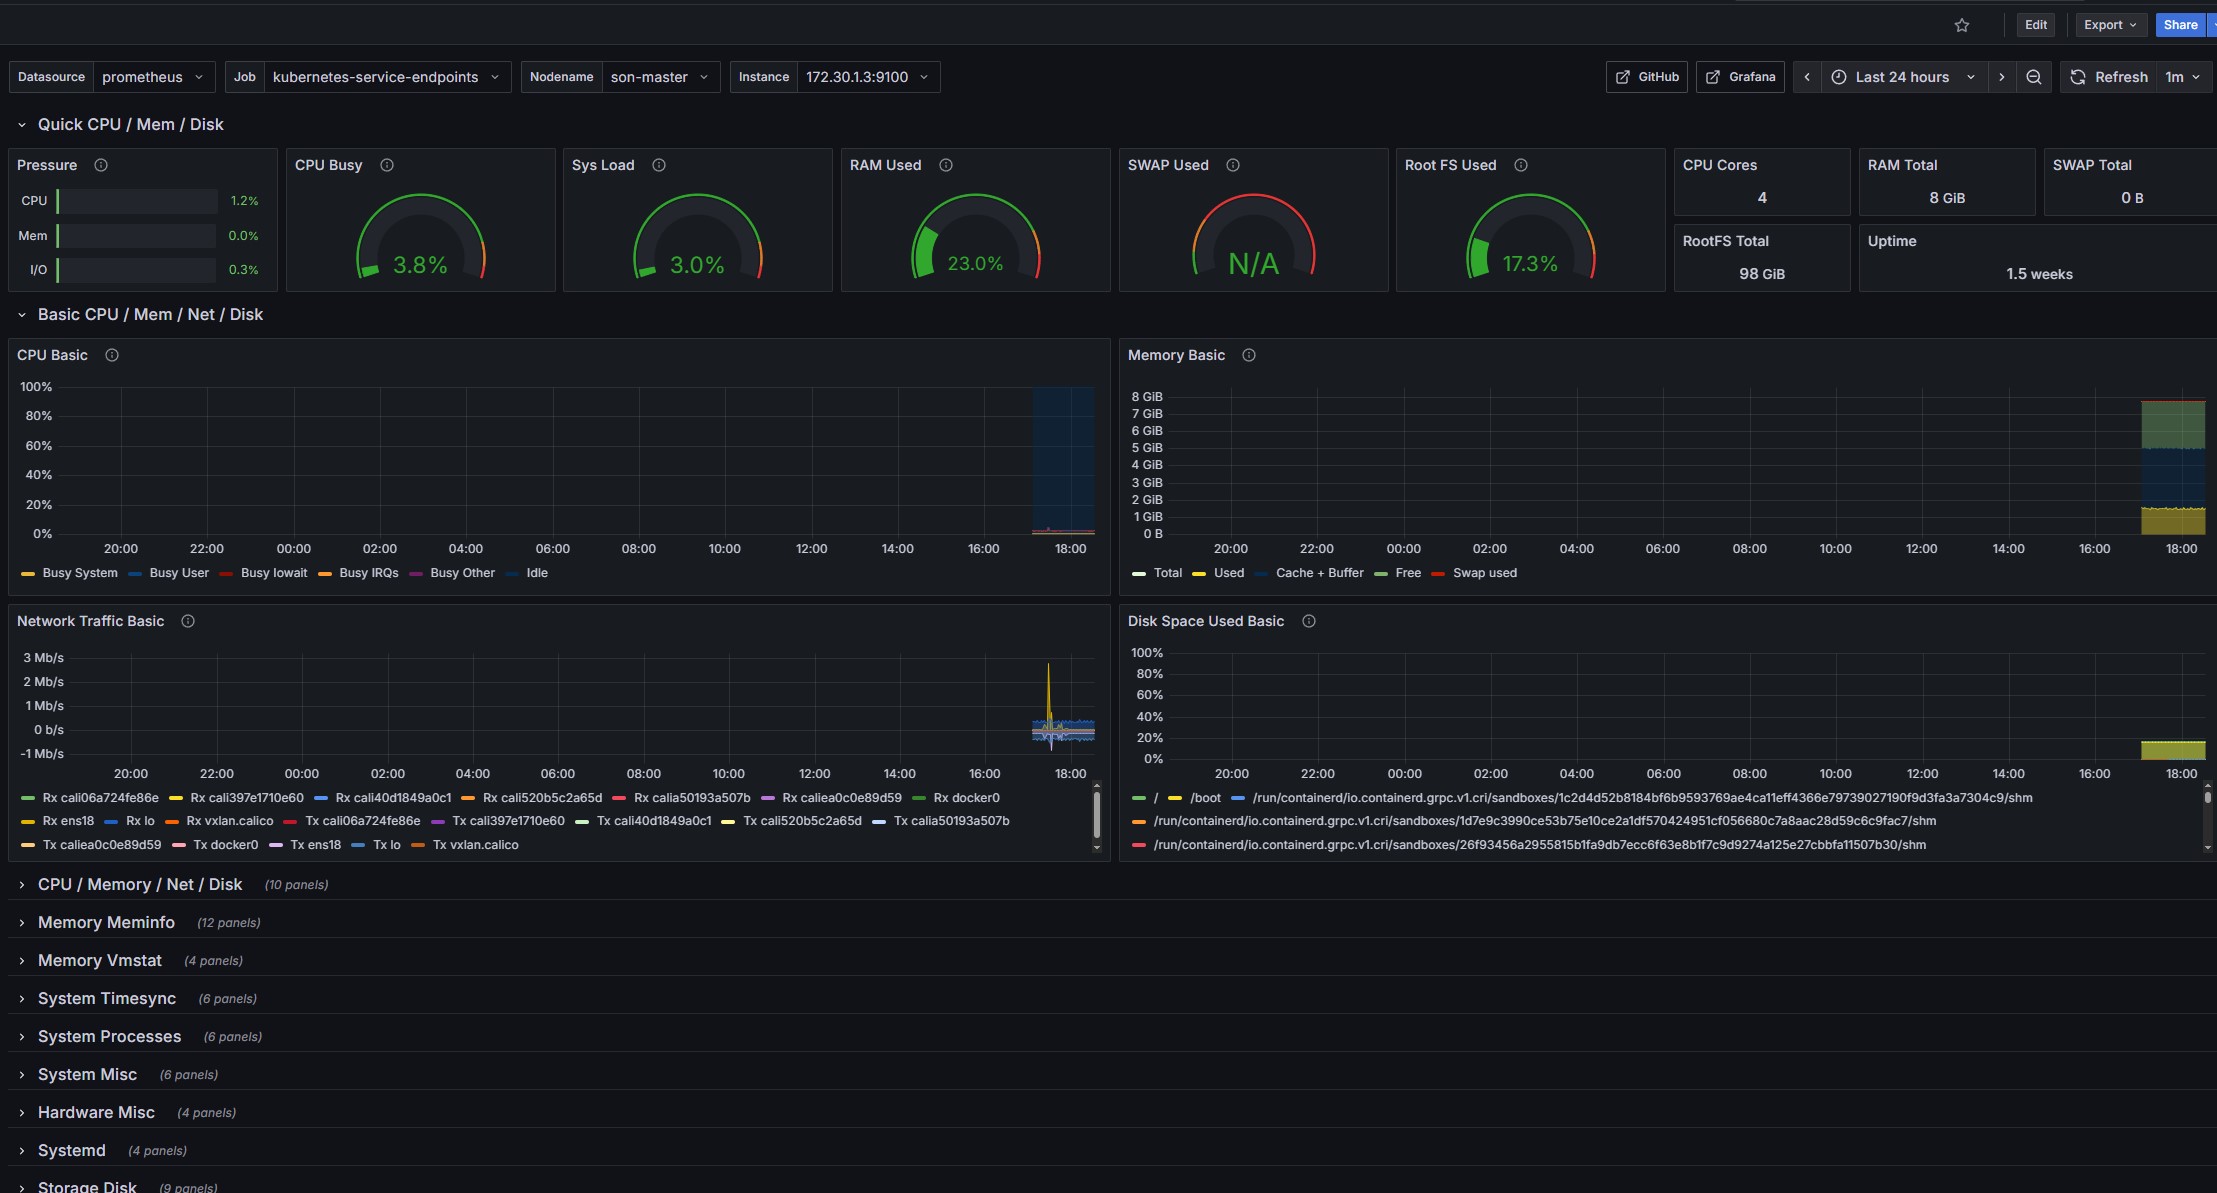 Edit Export Share
Datasource prometheus Job kubernetes-service-endpoints Nodename son-master Instance 172.30.1.3:9100 GitHub Grafana Last 24 hours Refresh 1m
Quick CPU / Mem / Disk
Pressure CPU Busy Sys Load RAM Used SWAP Used Root FS Used CPU Cores RAM Total SWAP Total
CPU 1.2%
4 8 GiB 0 B
Mem 0.0%
RootFS Total Uptime
3.8% 3.0% 23.0% N/A 17.3%
I/O 0.3%
98 GiB 1.5 weeks
Basic CPU / Mem / Net / Disk
CPU Basic
100%
80%
60%
40%
20%
0%
20:00 22:00 00:00 02:00 04:00 06:00 08:00 10:00 12:00 14:00 16:00 18:00
Busy System Busy User Busy Iowait Busy IRQs Busy Other Idle
Memory Basic
8 GiB
7 GiB
6 GiB
5 GiB
4 GiB
3 GiB
2 GiB
1 GiB
0 B
20:00 22:00 00:00 02:00 04:00 06:00 08:00 10:00 12:00 14:00 16:00 18:00
Total Used Cache + Buffer Free Swap used
Network Traffic Basic
3 Mb/s
2 Mb/s
1 Mb/s
0 b/s
-1 Mb/s
20:00 22:00 00:00 02:00 04:00 06:00 08:00 10:00 12:00 14:00 16:00 18:00
Rx cali06a724fe86e Rx cali397e1710e60 Rx cali40d1849a0c1 Rx cali520b5c2a65d Rx calia50193a507b Rx caliea0c0e89d59 Rx docker0
Rx ens18 Rx lo Rx vxlan.calico Tx cali06a724fe86e Tx cali397e1710e60 Tx cali40d1849a0c1 Tx cali520b5c2a65d Tx calia50193a507b
Tx caliea0c0e89d59 Tx docker0 Tx ens18 Tx lo Tx vxlan.calico
Disk Space Used Basic
100%
80%
60%
40%
20%
0%
20:00 22:00 00:00 02:00 04:00 06:00 08:00 10:00 12:00 14:00 16:00 18:00
/ /boot /run/containerd/io.containerd.grpc.v1.cri/sandboxes/1c2d4d52b8184bf6b9593769ae4ca11eff4366e79739027190f9d3fa3a7304c9/shm
/run/containerd/io.containerd.grpc.v1.cri/sandboxes/1d7e9c3990ce53b75e10ce2a1df570424951cf056680c7a8aac28d59c6c9fac7/shm
/run/containerd/io.containerd.grpc.v1.cri/sandboxes/26f93456a2955815b1fa9db7ecc6f63e8b1f7c9d9274a125e27cbbfa11507b30/shm
CPU / Memory / Net / Disk (10 panels)
Memory Meminfo (12 panels)
Memory Vmstat (4 panels)
System Timesync (6 panels)
System Processes (6 panels)
System Misc (6 panels)
Hardware Misc (4 panels)
Systemd (4 panels)
Storage Disk (9 panels)